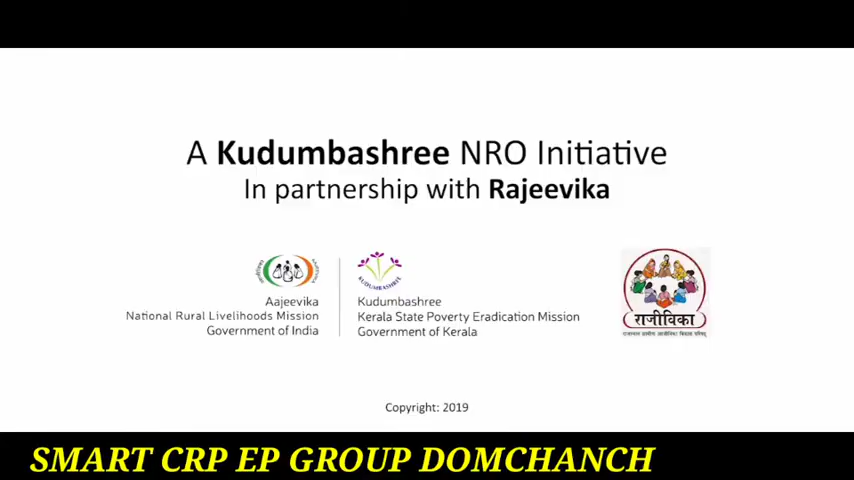 A Kudumbashree NRO Initiative
In partnership with Rajeevika
Aajeevika
National Rural Livelihoods Mission
Government of India
KUDUMBASHREE
Kudumbashree
Kerala State Poverty Eradication Mission
Government of Kerala
राजीविका
Copyright: 2019
SMART CRP EP GROUP DOMCHANCH